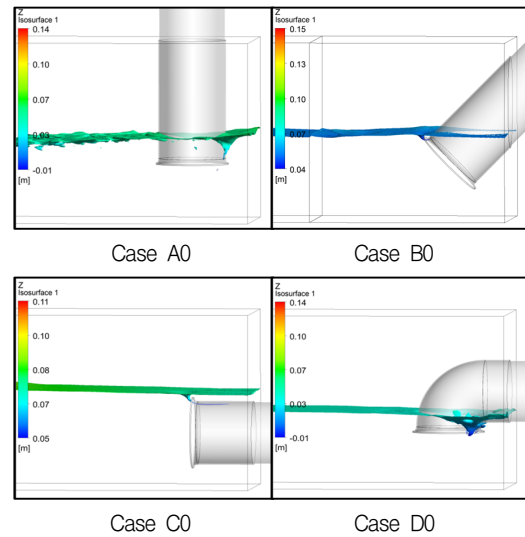 Z
Isosurface 1
0.14
0.10
0.07
0.03
-0.01
[m]
Z
Isosurface 1
0.15
0.13
0.10
0.07
0.04
[m]
Case A0
Case B0
Z
Isosurface 1
0.11
0.10
0.08
0.07
0.05
[m]
Z
Isosurface 1
0.14
0.10
0.07
0.03
-0.01
[m]
Case C0
Case D0